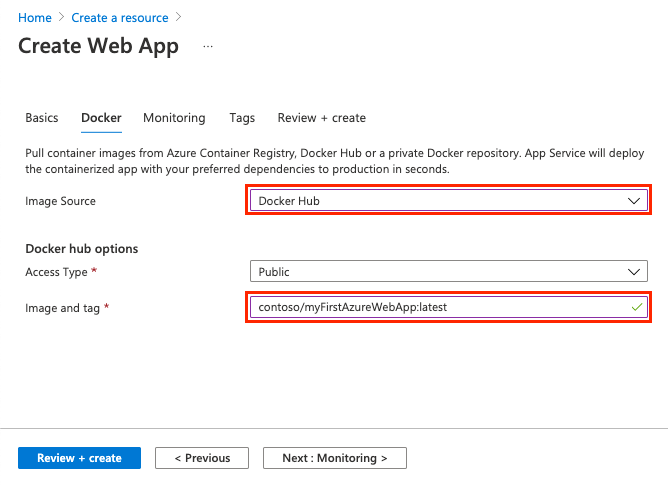 Home > Create a resource >
Create Web App ...
Basics Docker Monitoring Tags Review + create
Pull container images from Azure Container Registry, Docker Hub or a private Docker repository. App Service will deploy
the containerized app with your preferred dependencies to production in seconds.
Image Source Docker Hub
Docker hub options
Access Type * Public
Image and tag * contoso/myFirstAzureWebApp:latest
Review + create < Previous Next : Monitoring >